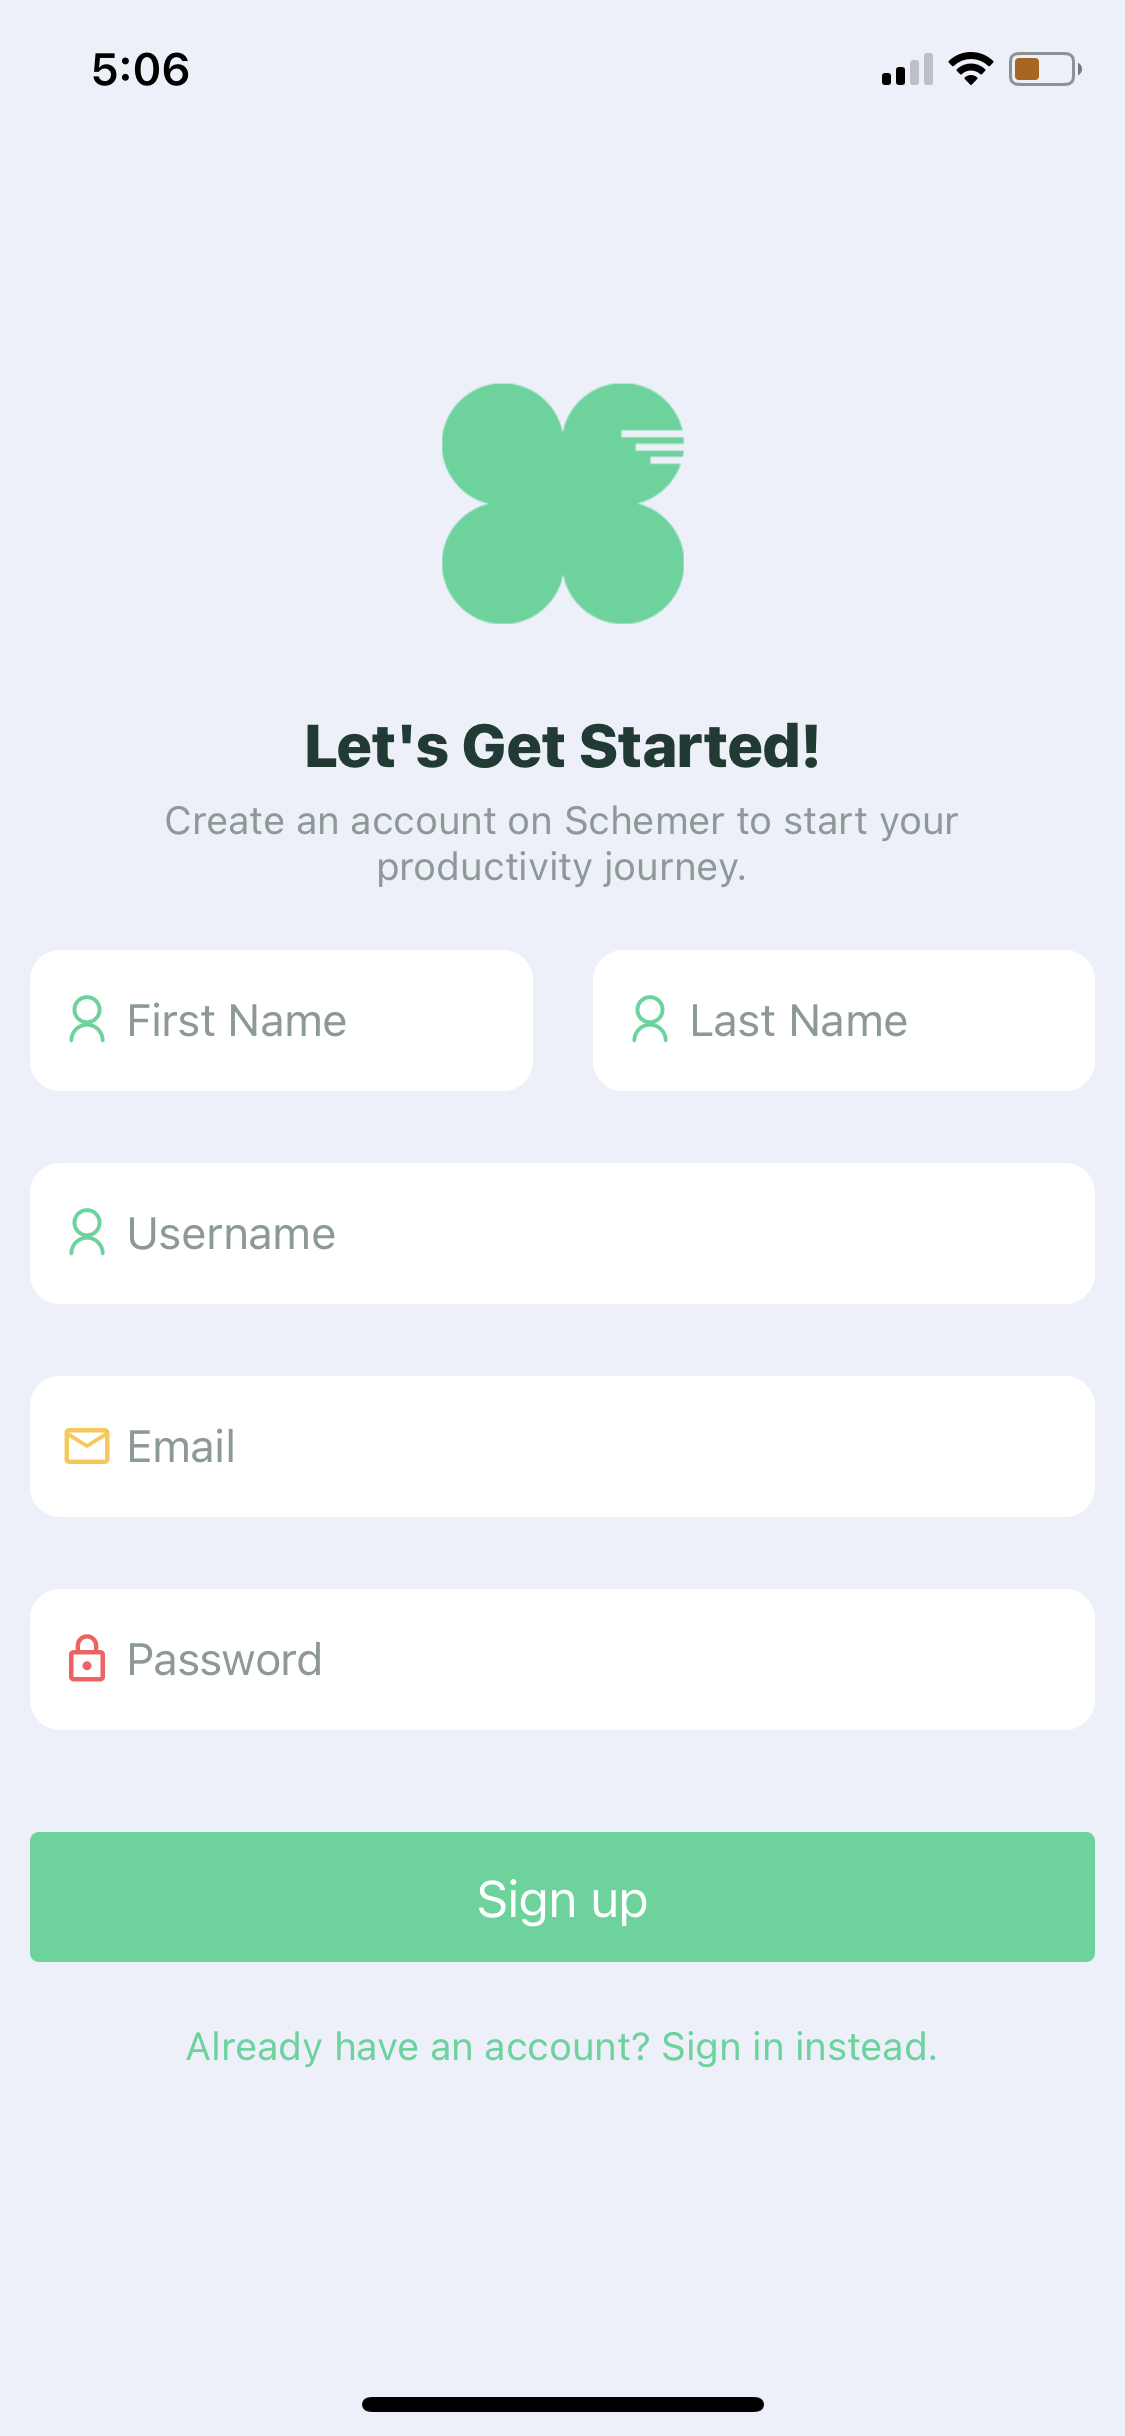 5:06
Let's Get Started!
Create an account on Schemer to start your
productivity journey.
First Name
Last Name
Username
Email
Password
Sign up
Already have an account? Sign in instead.